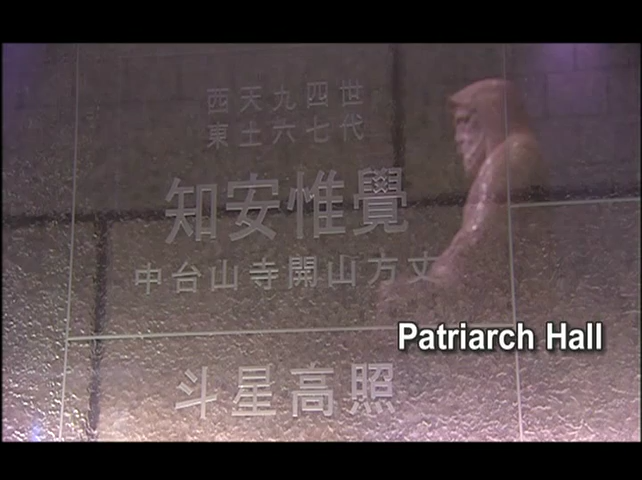 西天九四世
東土六七代
知安惟覺
中台山寺開山方丈
Patriarch Hall
斗星高照